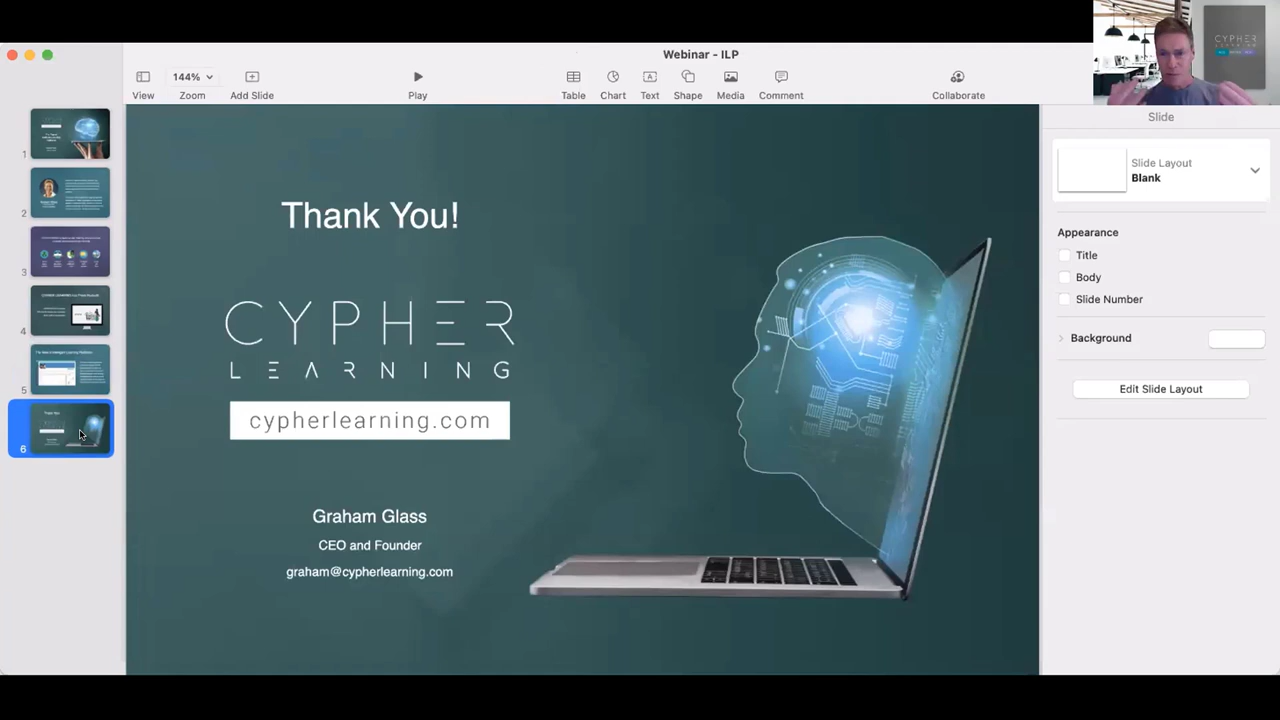 Webinar - ILP
144%
View
Zoom
Add Slide
Play
Table
Chart
Text
Shape
Media
Comment
Collaborate
CYPHER
LEARNING
Slide
Slide Layout
Blank
Appearance
Title
Body
Slide Number
Background
Edit Slide Layout
1
2
3
4
5
6
Thank You!
CYPHER
LEARNING
cypherlearning.com
Graham Glass
CEO and Founder
graham@cypherlearning.com